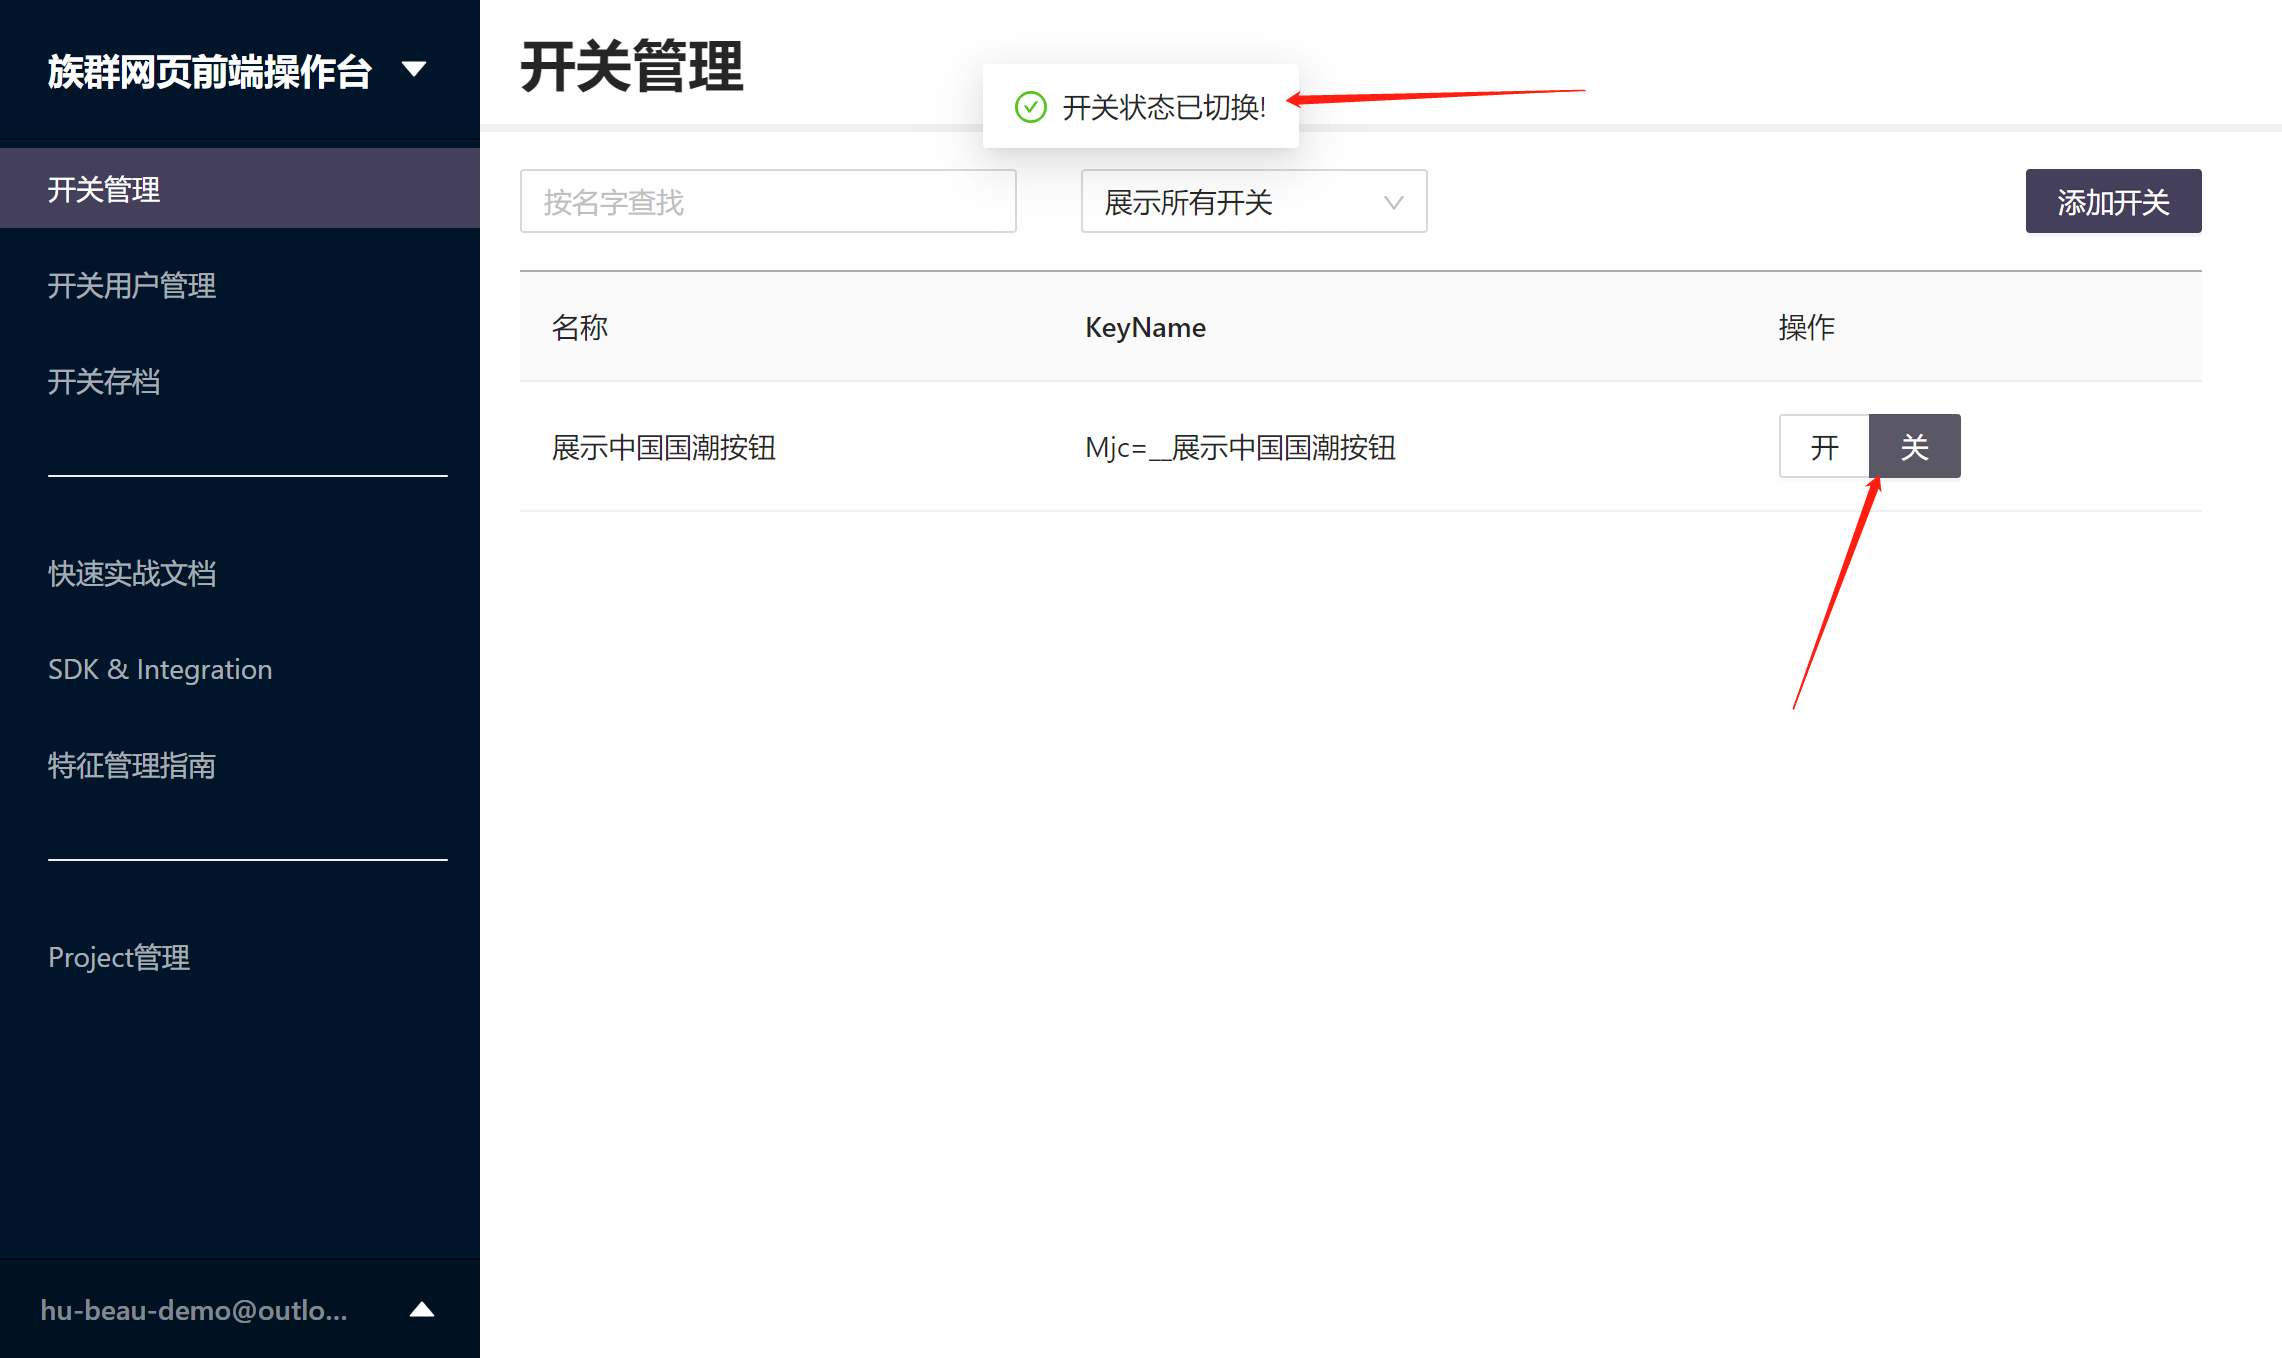 族群网页前端操作台
开关管理
开关用户管理
开关存档
快速实战文档
SDK & Integration
特征管理指南
Project管理
hu-beau-demo@outlo...
开关管理
开关状态已切换!
按名字查找
展示所有开关
添加开关
名称 KeyName 操作
展示中国国潮按钮 Mjc=__展示中国国潮按钮 开 关